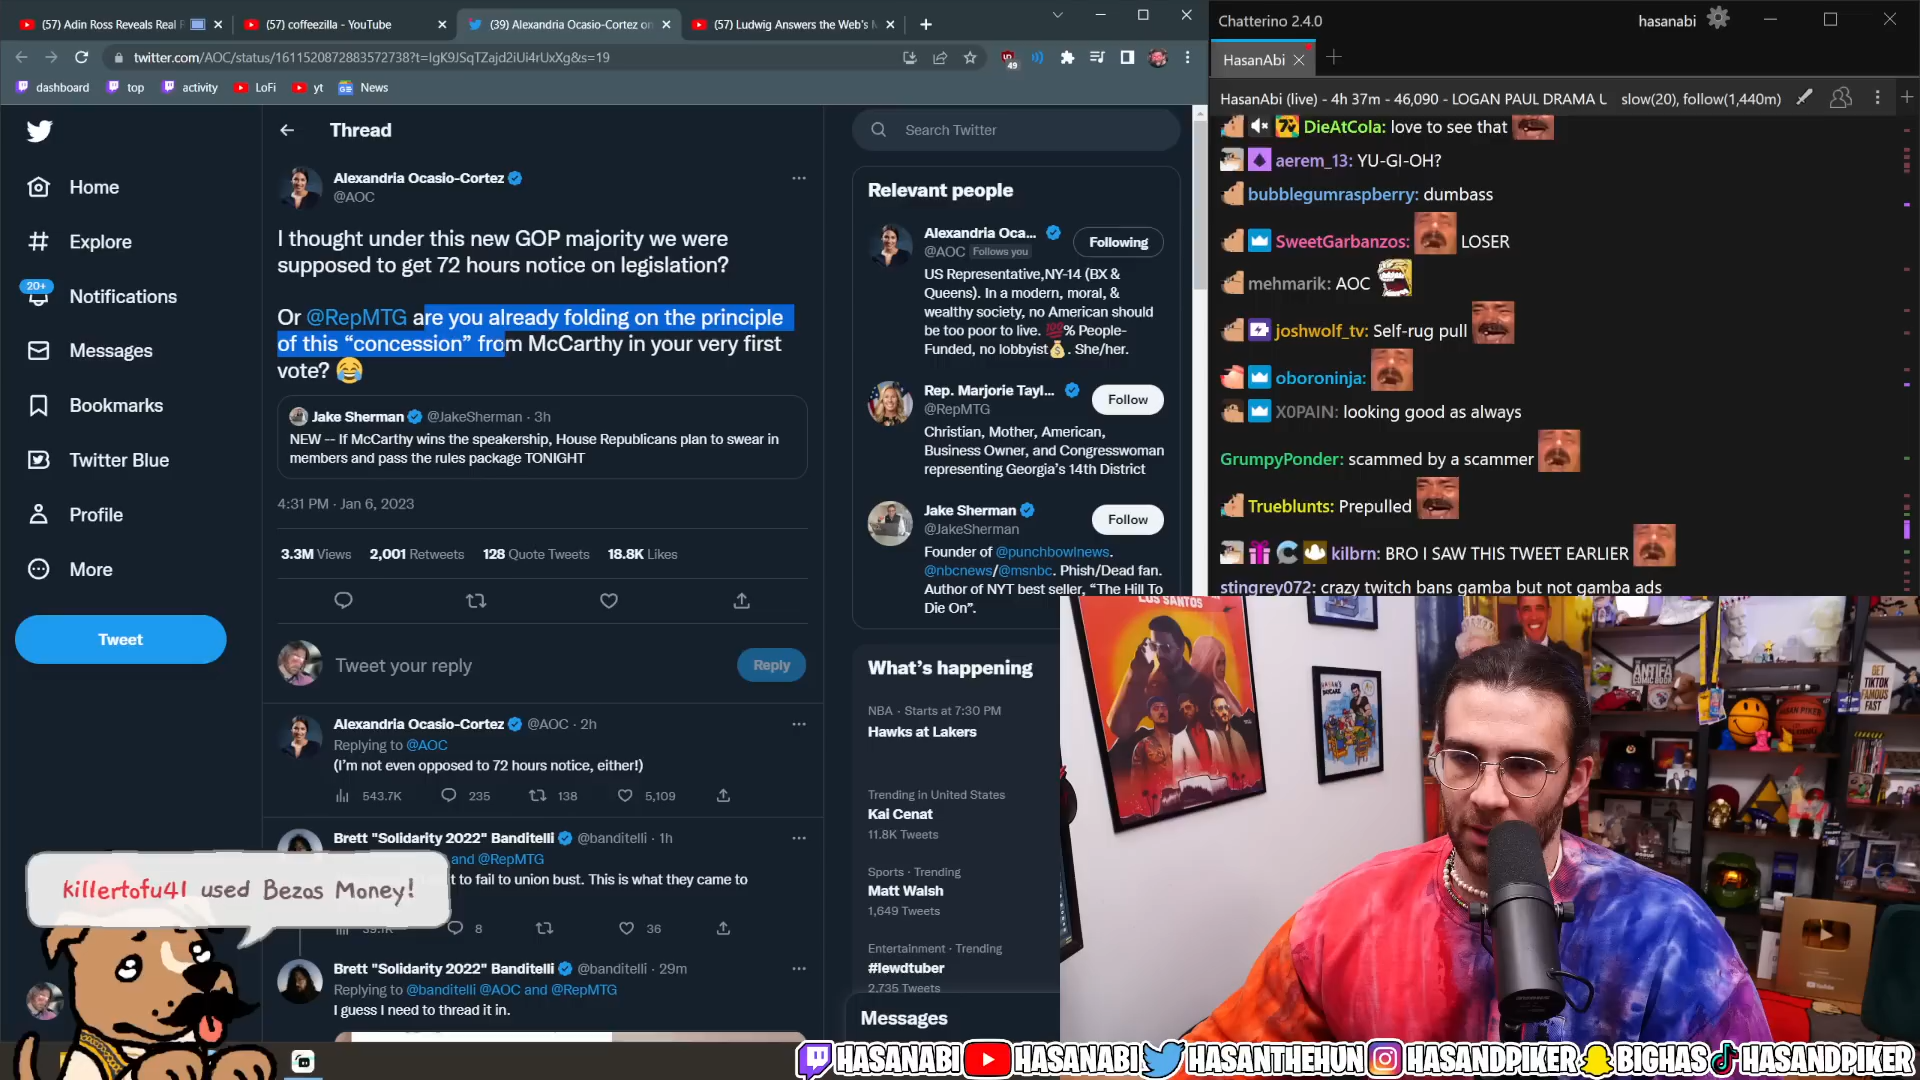 (57) Adin Ross Reveals Real
(57) coffeezilla - YouTube
(39) Alexandria Ocasio-Cortez on
(57) Ludwig Answers the Web's
twitter.com/AOC/status/1611520872883572738?t=IgK9JSqTZajd2iUi4rUxXg&s=19
49
dashboard
top
activity
LoFi
yt
News
Home
Explore
20+
Notifications
Messages
Bookmarks
Twitter Blue
Profile
More
Tweet
Thread
Alexandria Ocasio-Cortez
@AOC
I thought under this new GOP majority we were
supposed to get 72 hours notice on legislation?
Or @RepMTG are you already folding on the principle
of this “concession” from McCarthy in your very first
vote? 😂
Jake Sherman @JakeSherman · 3h
NEW -- If McCarthy wins the speakership, House Republicans plan to swear in
members and pass the rules package TONIGHT
4:31 PM · Jan 6, 2023
3.3M Views 2,001 Retweets 128 Quote Tweets 18.8K Likes
Tweet your reply
Reply
Alexandria Ocasio-Cortez @AOC · 2h
Replying to @AOC
(I’m not even opposed to 72 hours notice, either!)
543.7K 235 138 5,109
Brett "Solidarity 2022" Banditelli @banditelli · 1h
and @RepMTG
t to fail to union bust. This is what they came to
39.1K 8 36
Brett "Solidarity 2022" Banditelli @banditelli · 29m
Replying to @banditelli @AOC and @RepMTG
I guess I need to thread it in.
killertofu41 used Bezos Money!
Search Twitter
Relevant people
Alexandria Oca...
@AOC Follows you
Following
US Representative,NY-14 (BX &
Queens). In a modern, moral, &
wealthy society, no American should
be too poor to live. 💯% People-
Funded, no lobbyist💰. She/her.
Rep. Marjorie Tayl...
@RepMTG
Follow
Christian, Mother, American,
Business Owner, and Congresswoman
representing Georgia’s 14th District
Jake Sherman
@JakeSherman
Follow
Founder of @punchbowlnews.
@nbcnews/@msnbc. Phish/Dead fan.
Author of NYT best seller, “The Hill To
Die On”.
What’s happening
NBA · Starts at 7:30 PM
Hawks at Lakers
Trending in United States
Kai Cenat
11.8K Tweets
Sports · Trending
Matt Walsh
1,649 Tweets
Entertainment · Trending
#lewdtuber
2,735 Tweets
Messages
Chatterino 2.4.0
hasanabi
HasanAbi
HasanAbi (live) - 4h 37m - 46,090 - LOGAN PAUL DRAMA U
slow(20), follow(1,440m)
DieAtCola: love to see that
aerem_13: YU-GI-OH?
bubblegumraspberry: dumbass
SweetGarbanzos: LOSER
mehmarik: AOC
joshwolf_tv: Self-rug pull
oboroninja:
X0PAIN: looking good as always
GrumpyPonder: scammed by a scammer
Trueblunts: Prepulled
kilbrn: BRO I SAW THIS TWEET EARLIER
stingrey072: crazy twitch bans gamba but not gamba ads
LOS SANTOS
ANTIFA
COMIC BOOK
GET
TIKTOK
FAMOUS
FAST
HASAN PIKER
HASANABI HASANABI HASANTHEHUN HASANDPIKER BIGHAS HASANDPIKER